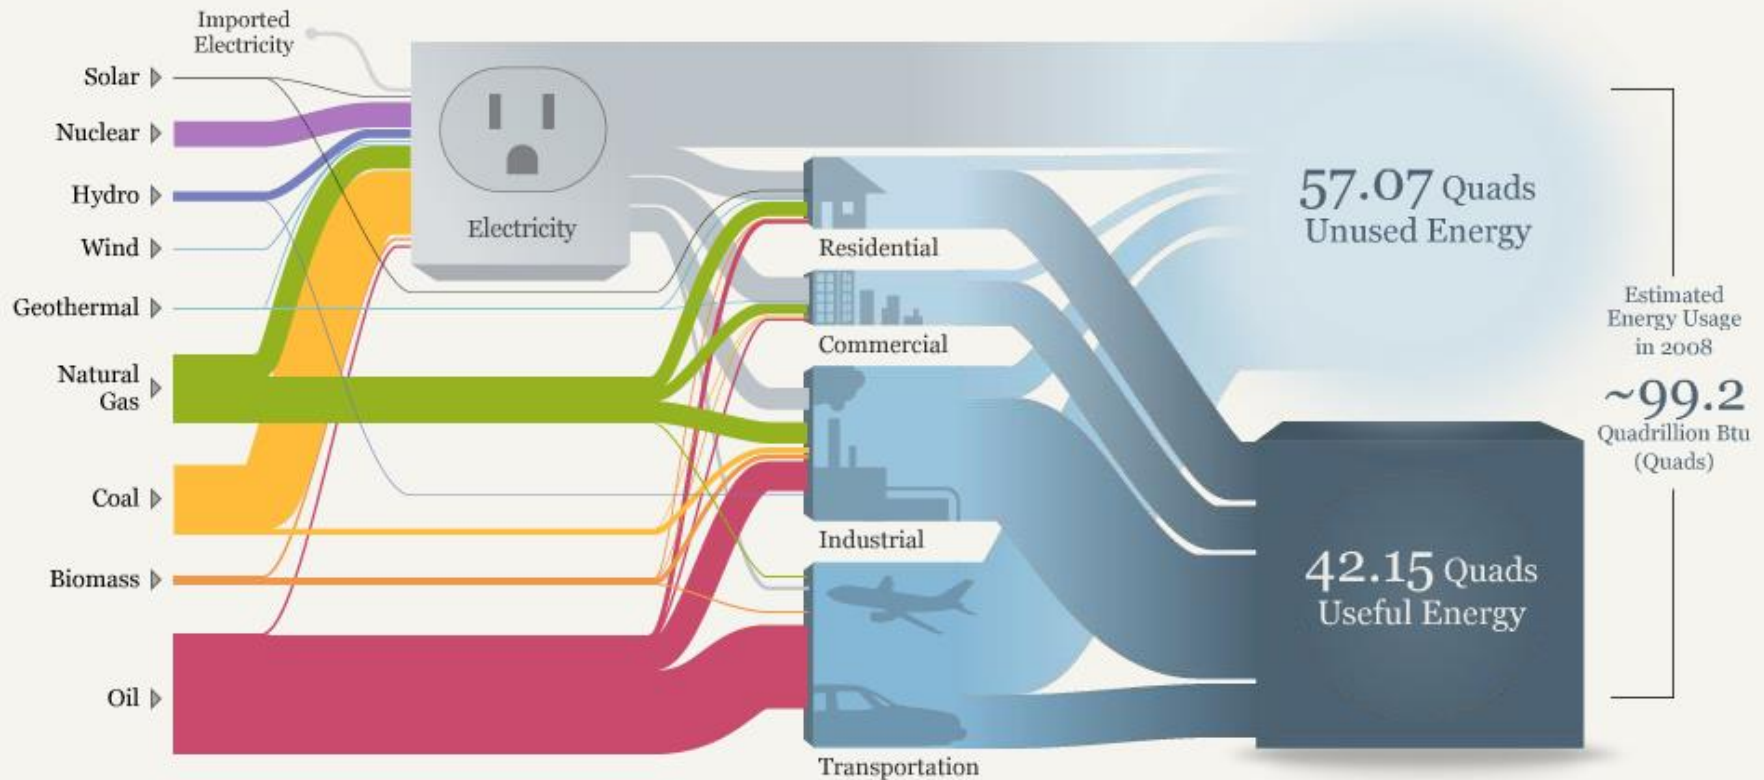 Imported
Electricity
Solar
Nuclear
Hydro
Wind
Geothermal
Natural
Gas
Coal
Biomass
Oil
Electricity
Residential
Commercial
Industrial
Transportation
57.07 Quads
Unused Energy
42.15 Quads
Useful Energy
Estimated
Energy Usage
in 2008
~99.2
Quadrillion Btu
(Quads)